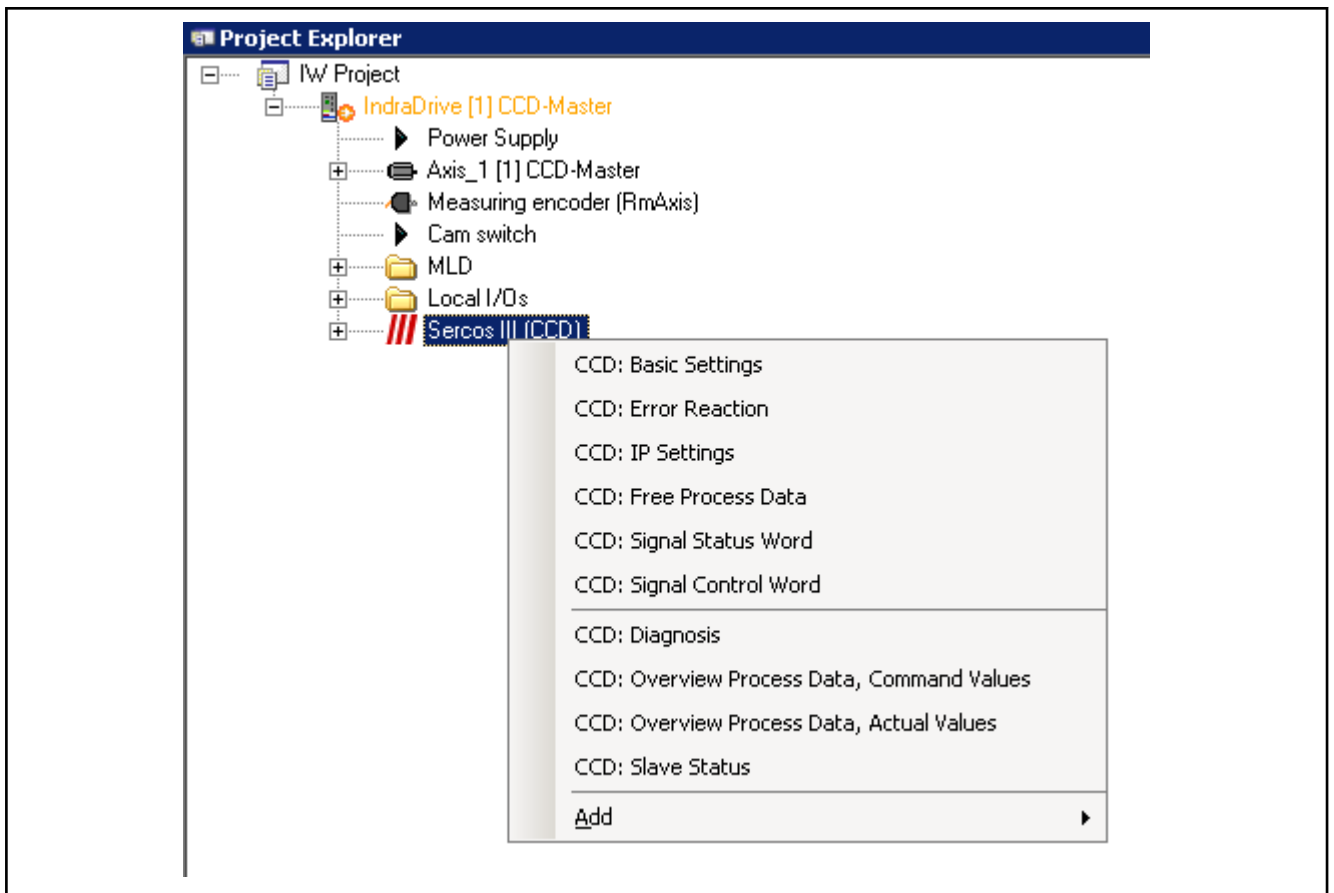 Project Explorer
IW Project
IndraDrive [1] CCD-Master
Power Supply
Axis_1 [1] CCD-Master
Measuring encoder (RmAxis)
Cam switch
MLD
Local I/Os
Sercos III (CCD)
CCD: Basic Settings
CCD: Error Reaction
CCD: IP Settings
CCD: Free Process Data
CCD: Signal Status Word
CCD: Signal Control Word
CCD: Diagnosis
CCD: Overview Process Data, Command Values
CCD: Overview Process Data, Actual Values
CCD: Slave Status
Add